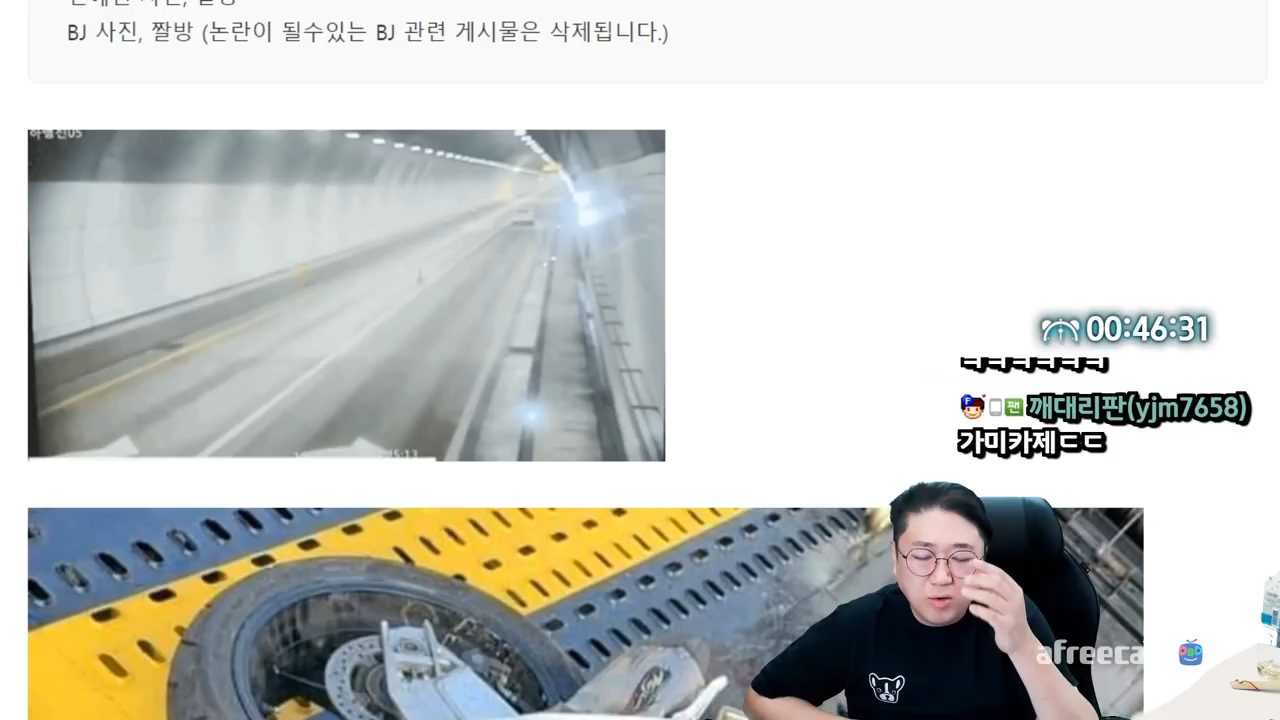 BJ 사진, 짤방 (논란이 될수있는 BJ 관련 게시물은 삭제됩니다.)
00:46:31
ㅋㅋㅋㅋㅋㅋ
깨대리판(yjm7658)
가미카제ㄷㄷ
afreeca